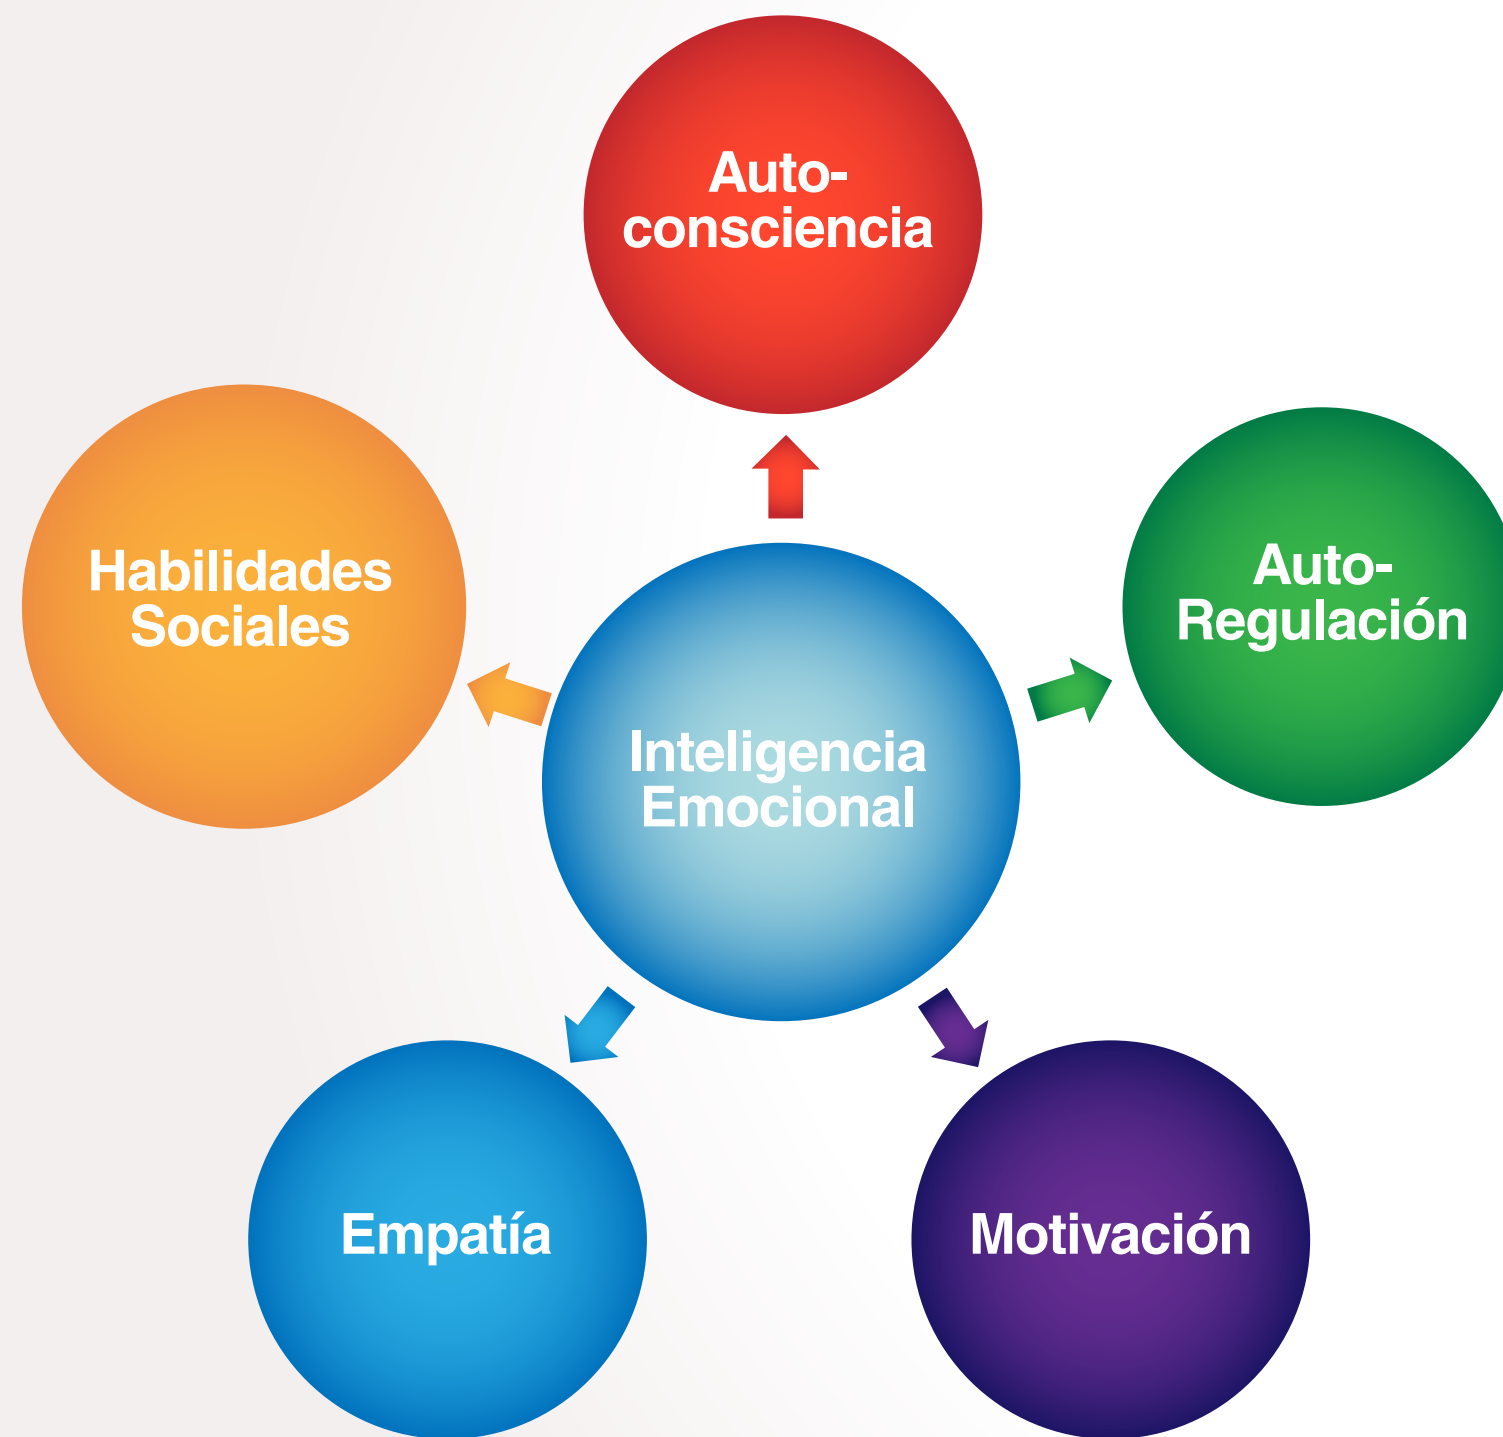 Auto-
consciencia
Auto-
Regulación
Habilidades
Sociales
Inteligencia
Emocional
Empatía
Motivación